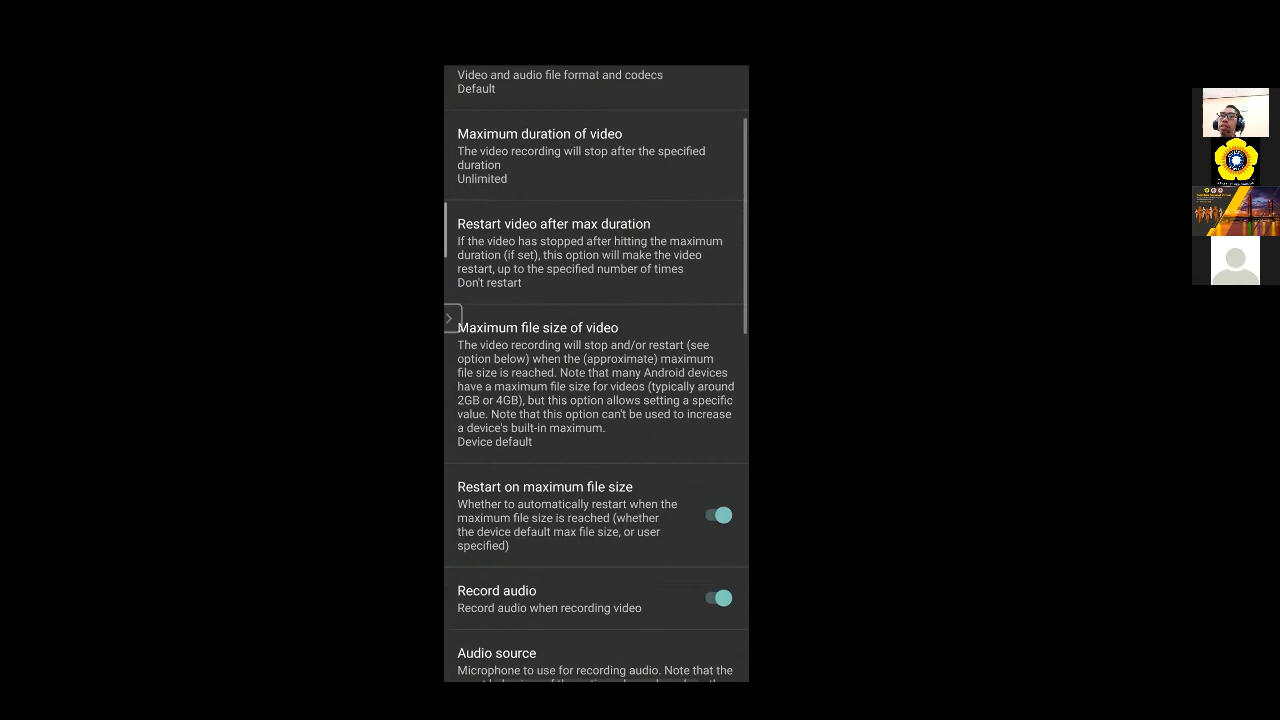 Video and audio file format and codecs
Default
Maximum duration of video
The video recording will stop after the specified
duration
Unlimited
Restart video after max duration
If the video has stopped after hitting the maximum
duration (if set), this option will make the video
restart, up to the specified number of times
Don't restart
Maximum file size of video
The video recording will stop and/or restart (see
option below) when the (approximate) maximum
file size is reached. Note that many Android devices
have a maximum file size for videos (typically around
2GB or 4GB), but this option allows setting a specific
value. Note that this option can't be used to increase
a device's built-in maximum.
Device default
Restart on maximum file size
Whether to automatically restart when the
maximum file size is reached (whether
the device default max file size, or user
specified)
Record audio
Record audio when recording video
Audio source
Microphone to use for recording audio. Note that the